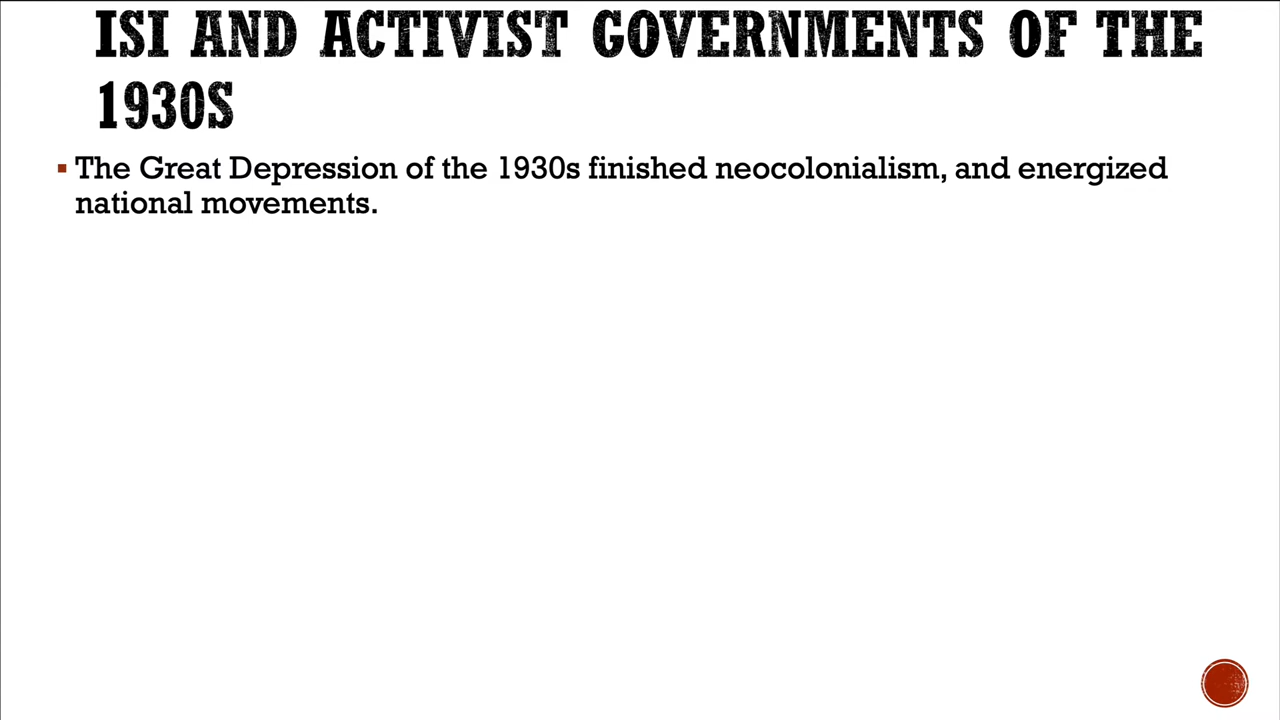 ISI AND ACTIVIST GOVERNMENTS OF THE
1930S
▪ The Great Depression of the 1930s finished neocolonialism, and energized
national movements.